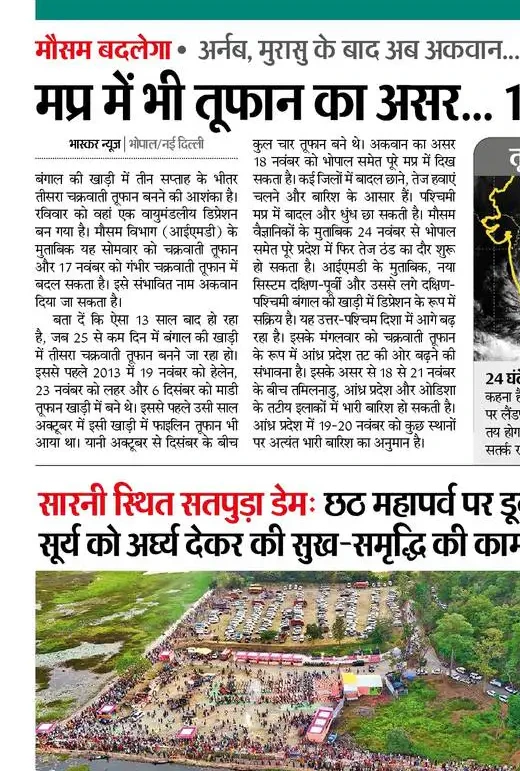 मौसम बदलेगा • अर्नब, मुरासु के बाद अब अकवान...
मप्र में भी तूफान का असर... 1
भास्कर न्यूज | भोपाल/नई दिल्ली
बंगाल की खाड़ी में तीन सप्ताह के भीतर
तीसरा चक्रवाती तूफान बनने की आशंका है।
रविवार को वहां एक वायुमंडलीय डिप्रेशन
बन गया है। मौसम विभाग (आईएमडी) के
मुताबिक यह सोमवार को चक्रवाती तूफान
और 17 नवंबर को गंभीर चक्रवाती तूफान में
बदल सकता है। इसे संभावित नाम अकवान
दिया जा सकता है।
बता दें कि ऐसा 13 साल बाद हो रहा
है, जब 25 से कम दिन में बंगाल की खाड़ी
में तीसरा चक्रवाती तूफान बनने जा रहा हो।
इससे पहले 2013 में 19 नवंबर को हेलेन,
23 नवंबर को लहर और 6 दिसंबर को माडी
तूफान खाड़ी में बने थे। इससे पहले उसी साल
अक्टूबर में इसी खाड़ी में फाइलिन तूफान भी
आया था। यानी अक्टूबर से दिसंबर के बीच
कुल चार तूफान बने थे। अकवान का असर
18 नवंबर को भोपाल समेत पूरे मप्र में दिख
सकता है। कई जिलों में बादल छाने, तेज हवाएं
चलने और बारिश के आसार हैं। पश्चिमी
मप्र में बादल और धुंध छा सकती है। मौसम
वैज्ञानिकों के मुताबिक 24 नवंबर से भोपाल
समेत पूरे प्रदेश में फिर तेज ठंड का दौर शुरू
हो सकता है। आईएमडी के मुताबिक, नया
सिस्टम दक्षिण-पूर्वी और उससे लगे दक्षिण-
पश्चिमी बंगाल की खाड़ी में डिप्रेशन के रूप में
सक्रिय है। यह उत्तर-पश्चिम दिशा में आगे बढ़
रहा है। इसके मंगलवार को चक्रवाती तूफान
के रूप में आंध्र प्रदेश तट की ओर बढ़ने की
संभावना है। इसके असर से 18 से 21 नवंबर
के बीच तमिलनाडु, आंध्र प्रदेश और ओडिशा
के तटीय इलाकों में भारी बारिश हो सकती है।
आंध्र प्रदेश में 19-20 नवंबर को कुछ स्थानों
पर अत्यंत भारी बारिश का अनुमान है।
तू
24 घंटे
कहना है
पर लैंड
तय होग
सतर्क र
सारनी स्थित सतपुड़ा डेमः छठ महापर्व पर डू
सूर्य को अर्घ्य देकर की सुख-समृद्धि की काम